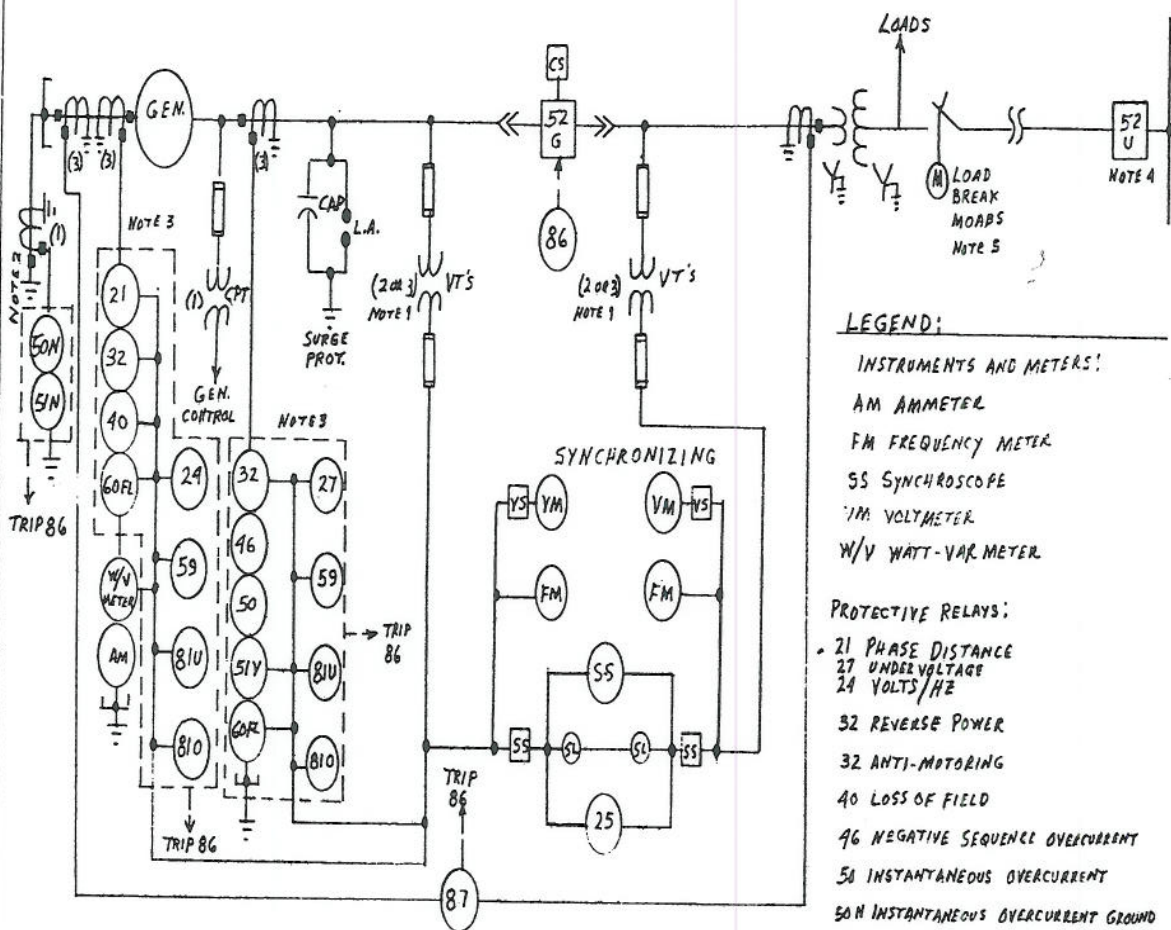 LOADS
CS
GEN.
52
G
52
U
NOTE 4
(3) (3)
(3)
(1)
M
LOAD
BREAK
MOABS
NOTE 5
NOTE 2
NOTE 3
CAP
L.A.
86
(2 OR 3) VT'S
NOTE 1
(2 OR 3) VT'S
NOTE 1
(1) CPT
SURGE
PROT.
GEN.
CONTROL
50N
51N
TRIP 86
21
32
40
60FL
W/V
METER
AM
24
59
81U
81O
TRIP 86
NOTE 3
32
46
50
51V
60FL
27
59
81U
81O
TRIP
86
SYNCHRONIZING
VS VM
VM VS
FM
FM
SS
SS SL SL SS
25
TRIP
86
87
LEGEND:
INSTRUMENTS AND METERS:
AM AMMETER
FM FREQUENCY METER
SS SYNCHROSCOPE
VM VOLTMETER
W/V WATT-VAR METER
PROTECTIVE RELAYS:
21 PHASE DISTANCE
27 UNDERVOLTAGE
24 VOLTS/HZ
32 REVERSE POWER
32 ANTI-MOTORING
40 LOSS OF FIELD
46 NEGATIVE SEQUENCE OVERCURRENT
50 INSTANTANEOUS OVERCURRENT
50N INSTANTANEOUS OVERCURRENT GROUND